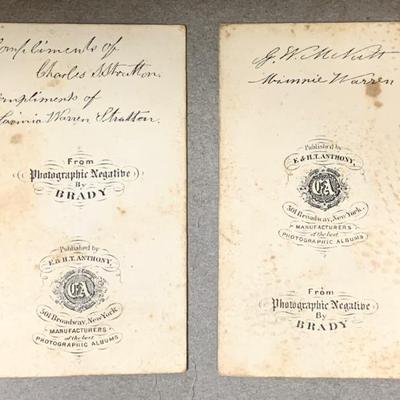 Compliments of
Charles S Stratton.
Compliments of
Lavinia Warren Stratton.
From
Photographic Negative
By
BRADY
Published by
E & H.T. ANTHONY,
501 Broadway, New York
MANUFACTURERS
of the best
PHOTOGRAPHIC ALBUMS
G. W. M. Nutt
Minnie Warren
Published by
E & H.T. ANTHONY,
501 Broadway, New York.
MANUFACTURERS
of the best
PHOTOGRAPHIC ALBUMS
From
Photographic Negative
By
BRADY